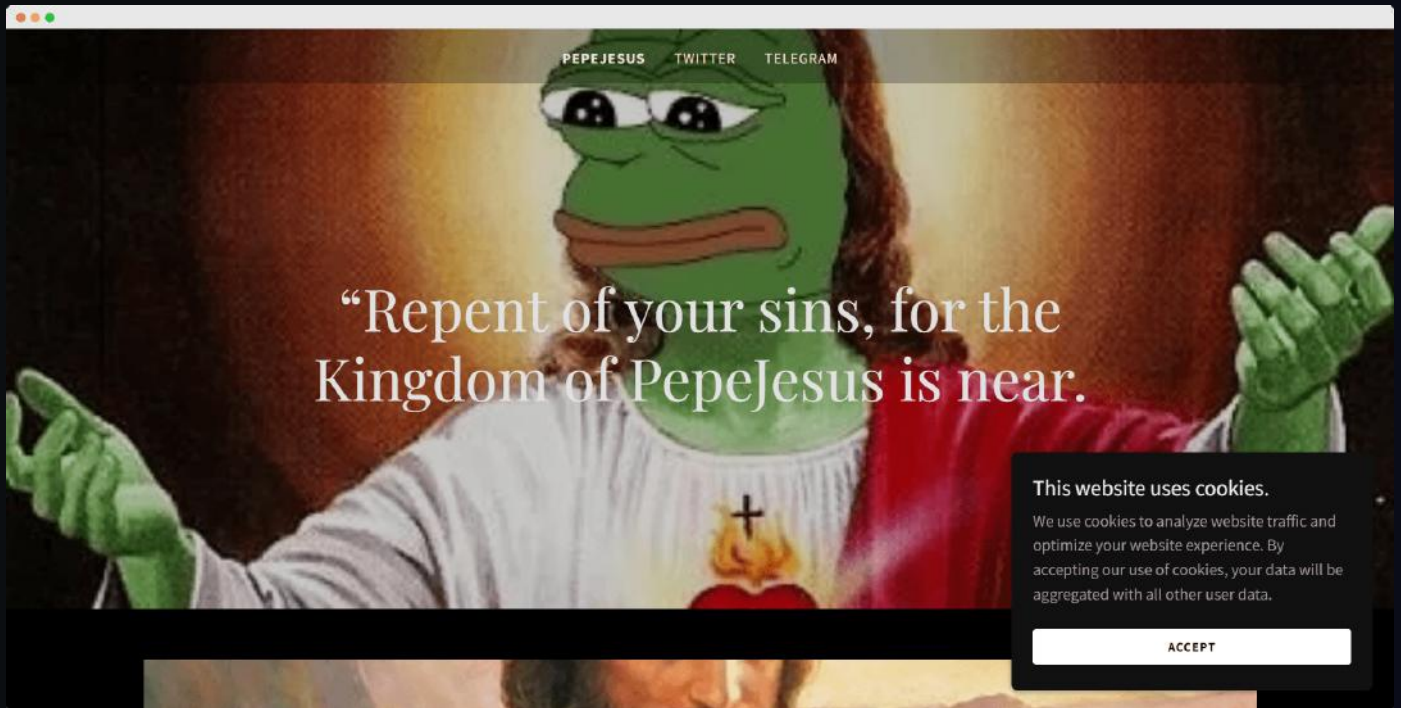 PEPEJESUS TWITTER TELEGRAM
“Repent of your sins, for the
Kingdom of PepeJesus is near.
This website uses cookies.
We use cookies to analyze website traffic and
optimize your website experience. By
accepting our use of cookies, your data will be
aggregated with all other user data.
ACCEPT